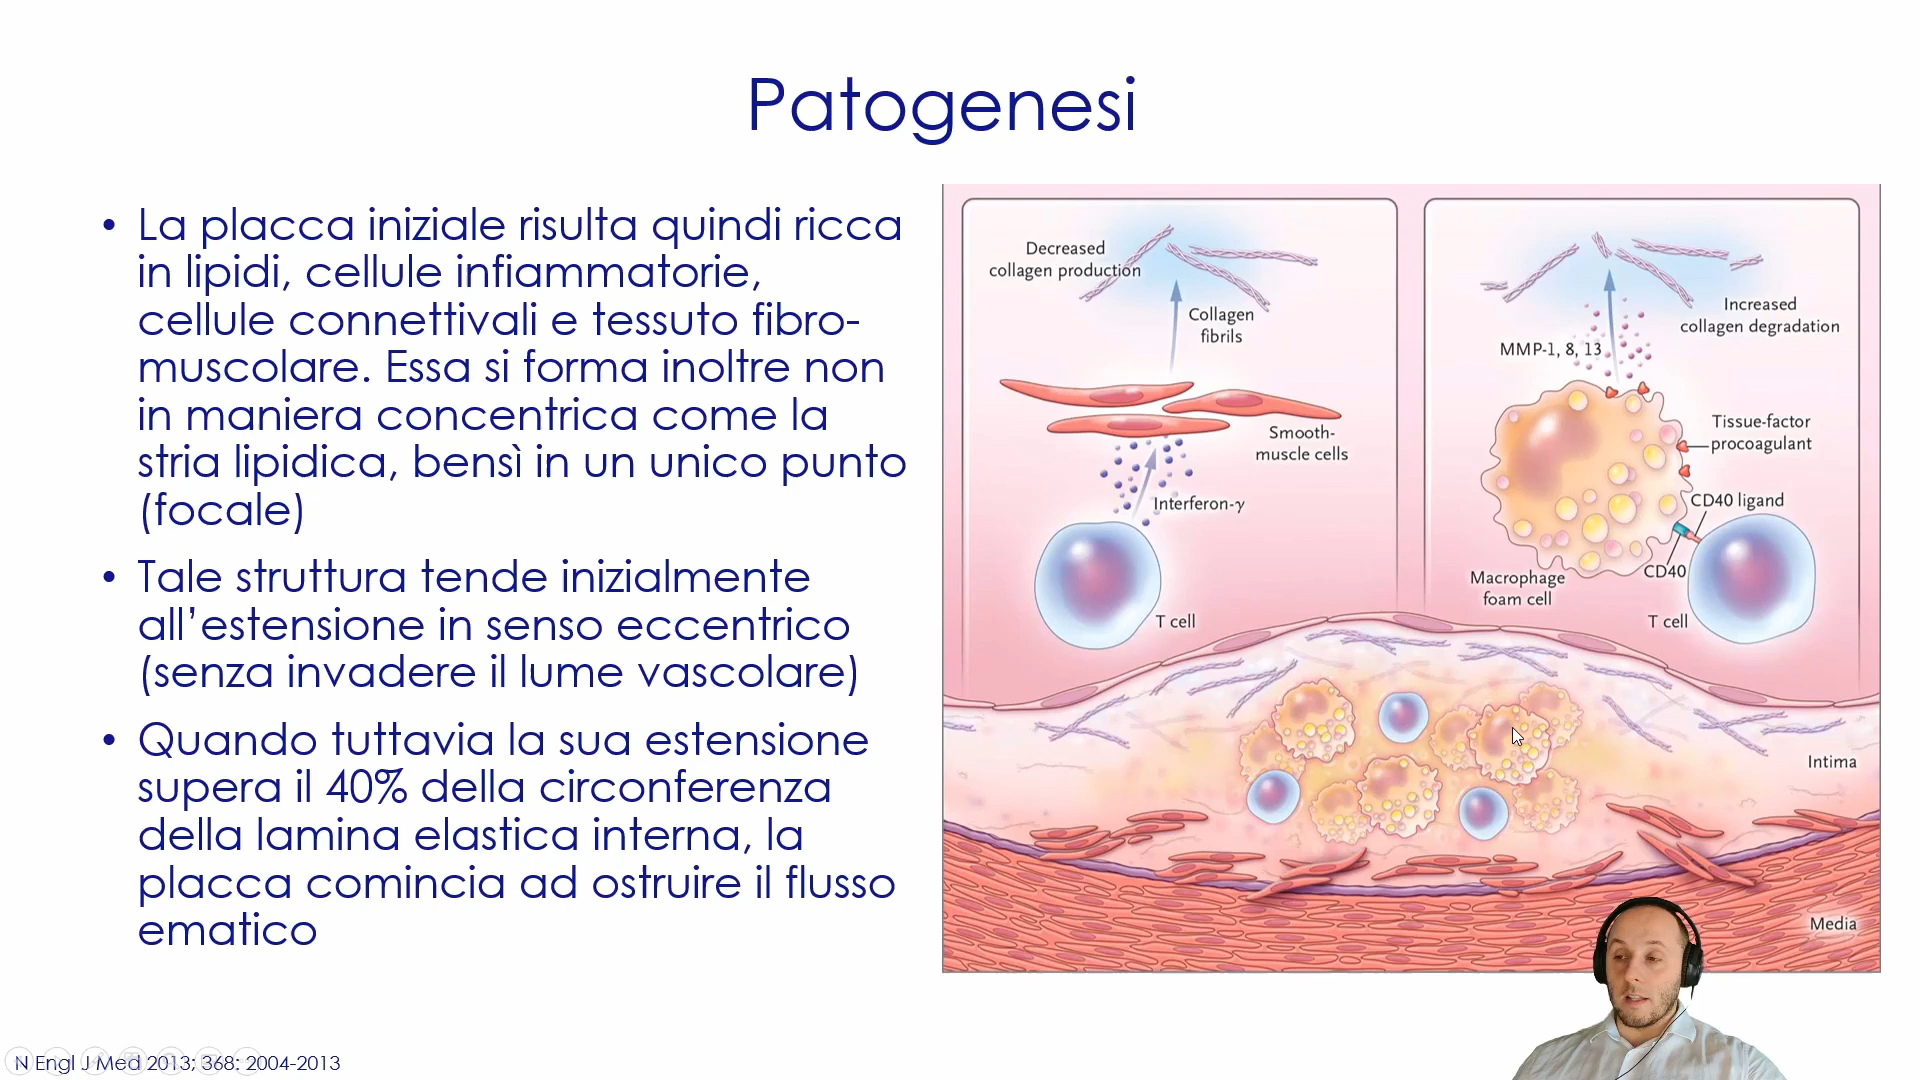 Patogenesi
• La placca iniziale risulta quindi ricca
in lipidi, cellule infiammatorie,
cellule connettivali e tessuto fibro-
muscolare. Essa si forma inoltre non
in maniera concentrica come la
stria lipidica, bensì in un unico punto
(focale)
• Tale struttura tende inizialmente
all’estensione in senso eccentrico
(senza invadere il lume vascolare)
• Quando tuttavia la sua estensione
supera il 40% della circonferenza
della lamina elastica interna, la
placca comincia ad ostruire il flusso
ematico
Decreased
collagen production
Collagen
fibrils
Smooth-
muscle cells
Interferon-γ
T cell
Increased
collagen degradation
MMP-1, 8, 13
Tissue-factor
procoagulant
CD40 ligand
CD40
Macrophage
foam cell
T cell
Intima
Media
N Engl J Med 2013; 368: 2004-2013